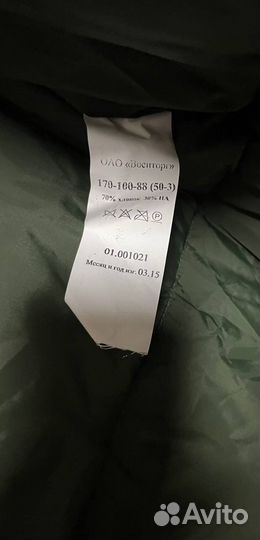 ОАО «Военторг»
170-100-88 (50-3)
70% хлопок 30% ПА
P
01.001021
Месяц и год изг: 03.15
Avito